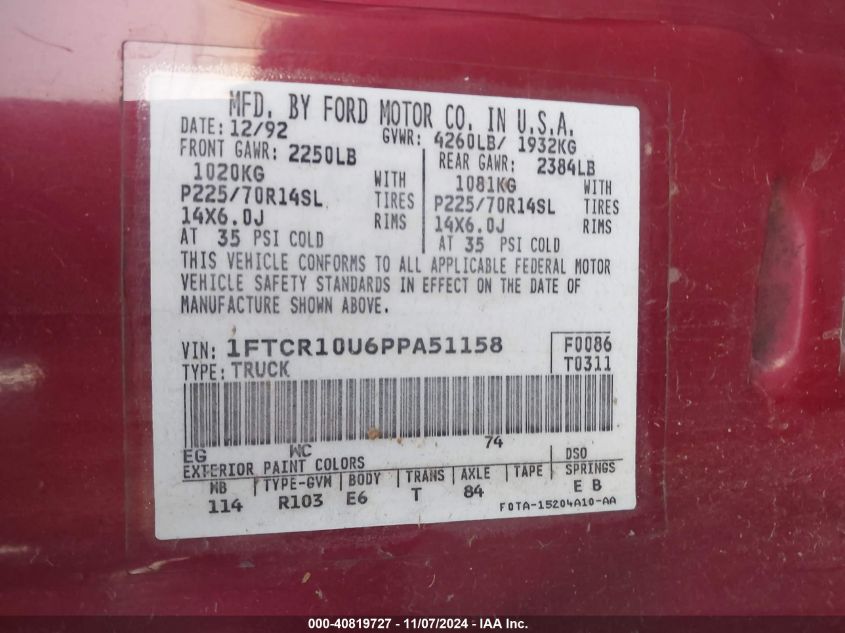 MFD. BY FORD MOTOR CO. IN U.S.A.
DATE: 12/92 GVWR: 4260LB/ 1932KG
FRONT GAWR: 2250LB REAR GAWR: 2384LB
1020KG WITH 1081KG WITH
P225/70R14SL TIRES P225/70R14SL TIRES
14X6.0J RIMS 14X6.0J RIMS
AT 35 PSI COLD AT 35 PSI COLD
THIS VEHICLE CONFORMS TO ALL APPLICABLE FEDERAL MOTOR
VEHICLE SAFETY STANDARDS IN EFFECT ON THE DATE OF
MANUFACTURE SHOWN ABOVE.
VIN: 1FTCR10U6PPA51158 F0086
TYPE: TRUCK T0311
EG WC 74
EXTERIOR PAINT COLORS DSO
WB TYPE-GVW BODY TRANS AXLE TAPE SPRINGS
114 R103 E6 T 84 E B
F0TA-15204A10-AA
000-40819727 - 11/07/2024 - IAA Inc.